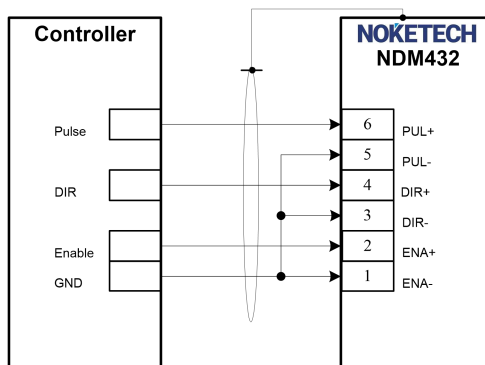 Controller
NOKETECH
NDM432
Pulse
6
PUL+
5
PUL-
DIR
4
DIR+
3
DIR-
Enable
2
ENA+
GND
1
ENA-